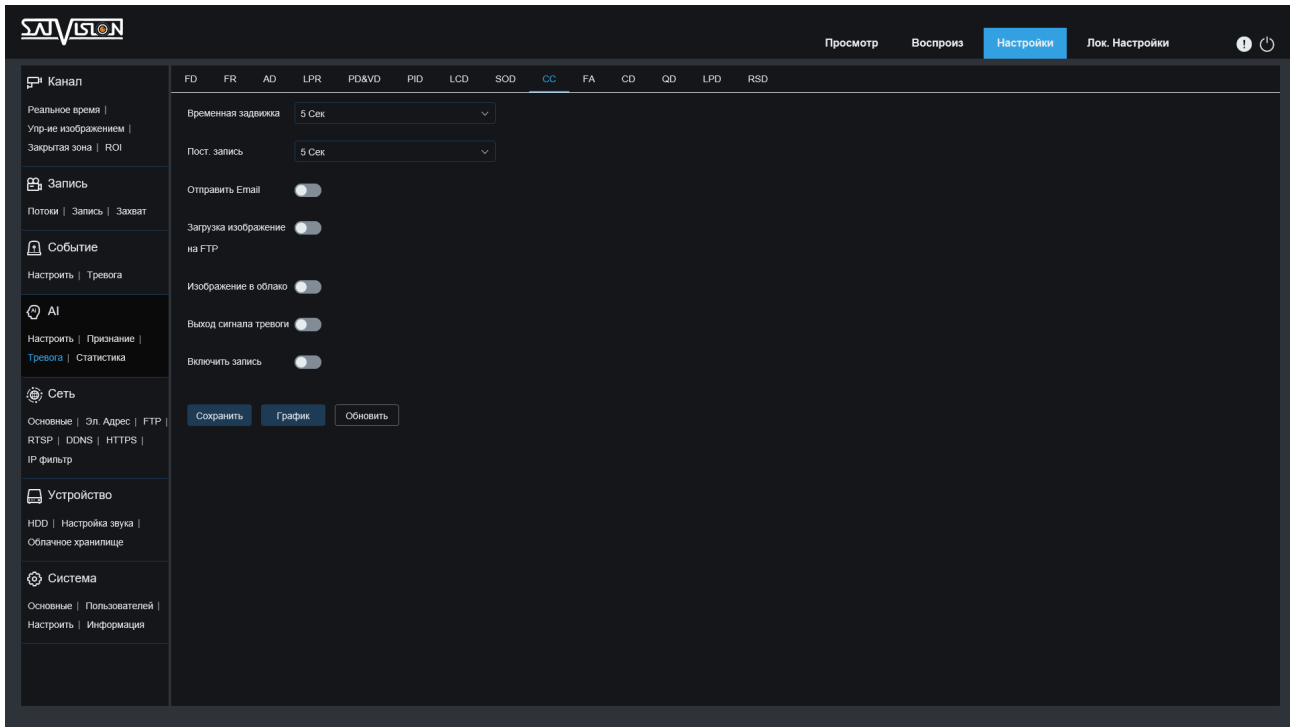 SATVISION
Просмотр Воспроиз Настройки Лок. Настройки
Канал
Реальное время |
Упр-ие изображением |
Закрытая зона | ROI
Запись
Потоки | Запись | Захват
Событие
Настроить | Тревога
AI
Настроить | Признание |
Тревога | Статистика
Сеть
Основные | Эл. Адрес | FTP |
RTSP | DDNS | HTTPS |
IP фильтр
Устройство
HDD | Настройка звука |
Облачное хранилище
Система
Основные | Пользователей |
Настроить | Информация
FD FR AD LPR PD&VD PID LCD SOD CC FA CD QD LPD RSD
Временная задвижка 5 Сек
Пост. запись 5 Сек
Отправить Email
Загрузка изображение
на FTP
Изображение в облако
Выход сигнала тревоги
Включить запись
Сохранить График Обновить